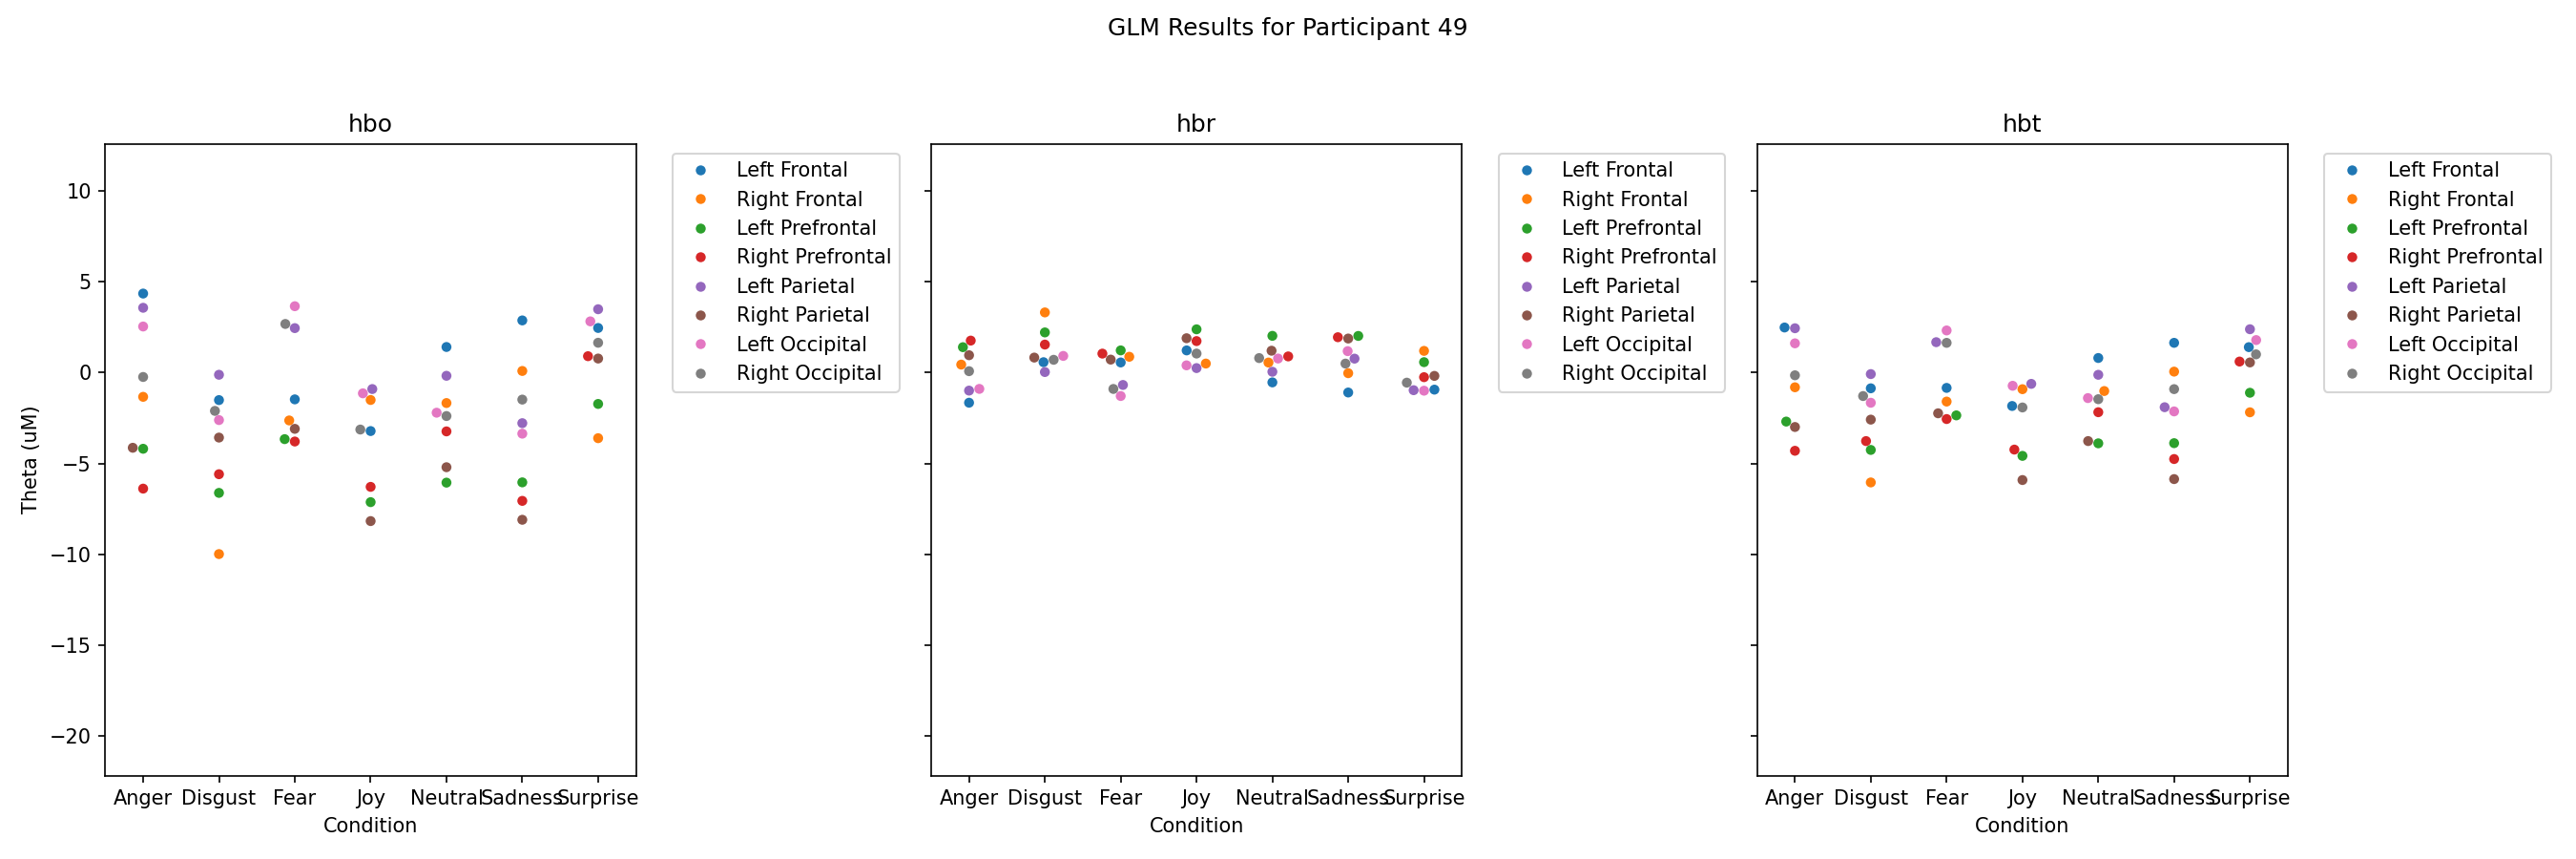 GLM Results for Participant 49
hbo
Theta (uM)
10
5
0
−5
−10
−15
−20
Anger Disgust Fear Joy Neutral Sadness Surprise
Condition
Left Frontal
Right Frontal
Left Prefrontal
Right Prefrontal
Left Parietal
Right Parietal
Left Occipital
Right Occipital
hbr
Anger Disgust Fear Joy Neutral Sadness Surprise
Condition
Left Frontal
Right Frontal
Left Prefrontal
Right Prefrontal
Left Parietal
Right Parietal
Left Occipital
Right Occipital
hbt
Anger Disgust Fear Joy Neutral Sadness Surprise
Condition
Left Frontal
Right Frontal
Left Prefrontal
Right Prefrontal
Left Parietal
Right Parietal
Left Occipital
Right Occipital